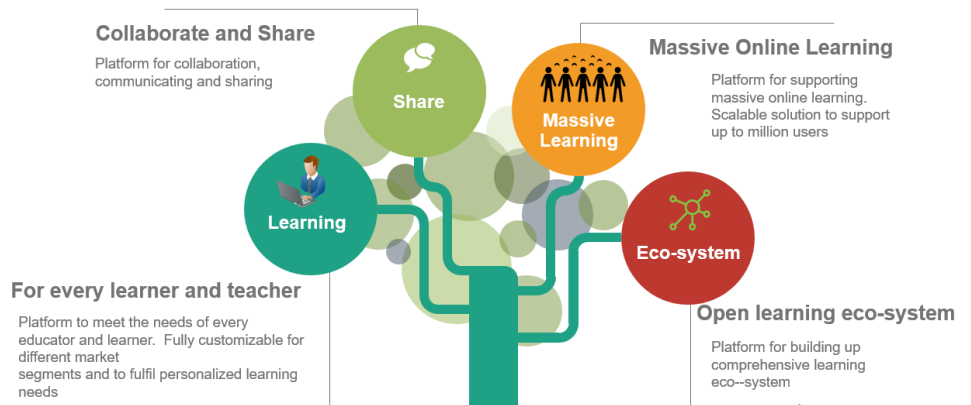 Collaborate and Share
Platform for collaboration,
communicating and sharing
Share
Massive
Learning
Massive Online Learning
Platform for supporting
massive online learning.
Scalable solution to support
up to million users
Learning
For every learner and teacher
Platform to meet the needs of every
educator and learner.  Fully customizable for
different market
segments and to fulfil personalized learning
needs
Eco-system
Open learning eco-system
Platform for building up
comprehensive learning
eco--system